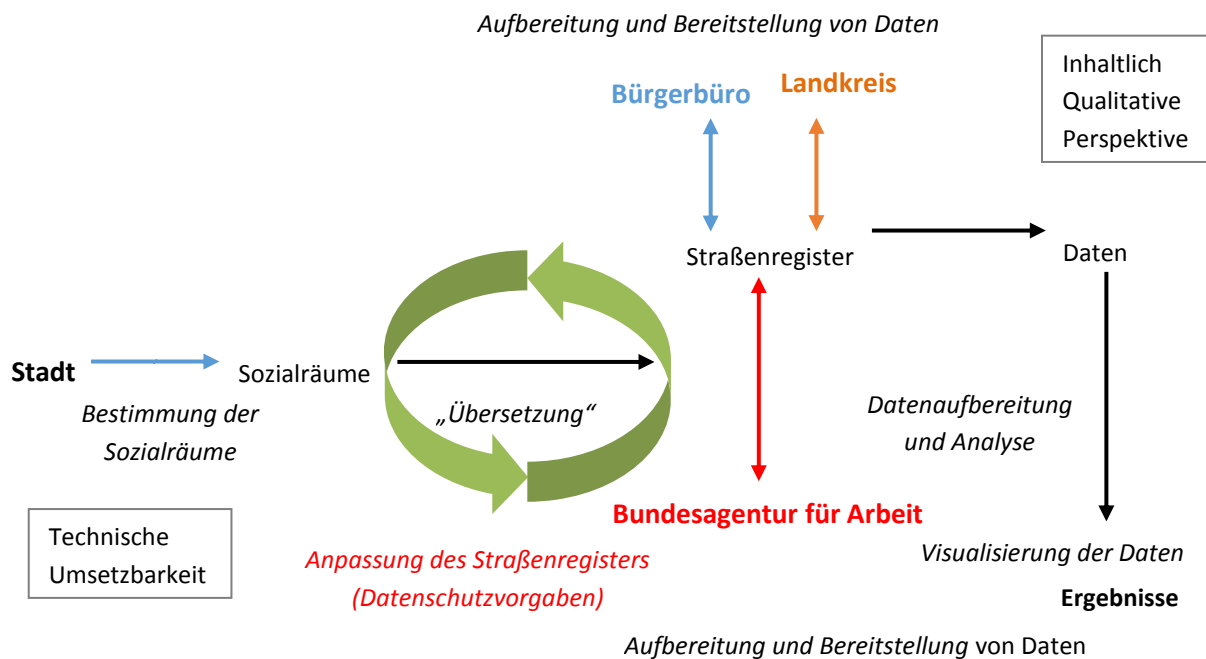 Aufbereitung und Bereitstellung von Daten
Inhaltlich
Qualitative
Perspektive
Bürgerbüro
Landkreis
Straßenregister
Daten
Stadt
Sozialräume
Bestimmung der
Sozialräume
„Übersetzung“
Datenaufbereitung
und Analyse
Technische
Umsetzbarkeit
Bundesagentur für Arbeit
Anpassung des Straßenregisters
(Datenschutzvorgaben)
Visualisierung der Daten
Ergebnisse
Aufbereitung und Bereitstellung von Daten